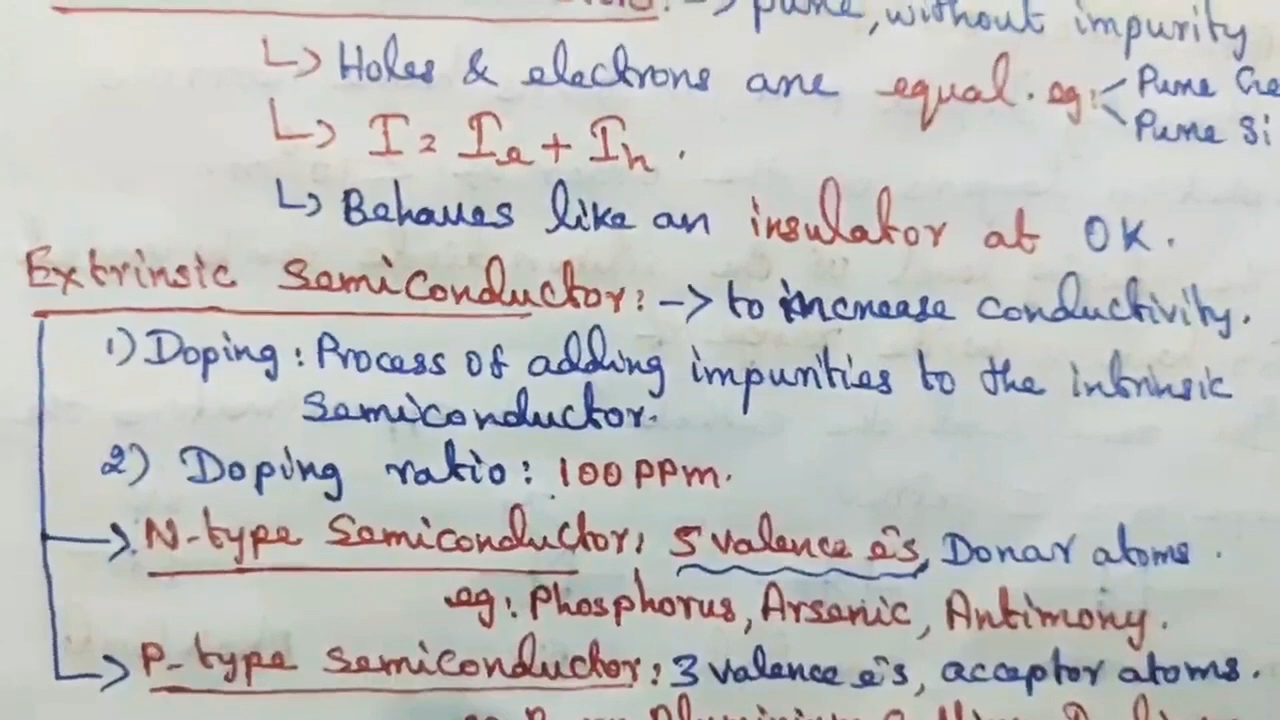 → pure, without impurity
↳ Holes & electrons are equal. eg: Pure Ge
Pure Si
↳ I = Ie + Ih.
↳ Behaves like an insulator at 0K.
Extrinsic Semiconductor: → to increase conductivity.
1) Doping: Process of adding impurities to the intrinsic
Semiconductor.
2) Doping ratio: 100 PPm.
→ N-type Semiconductor: 5 valence e⁻s, Donar atoms.
eg: Phosphorus, Arsenic, Antimony.
→ P-type Semiconductor: 3 valence e⁻s, acceptor atoms.